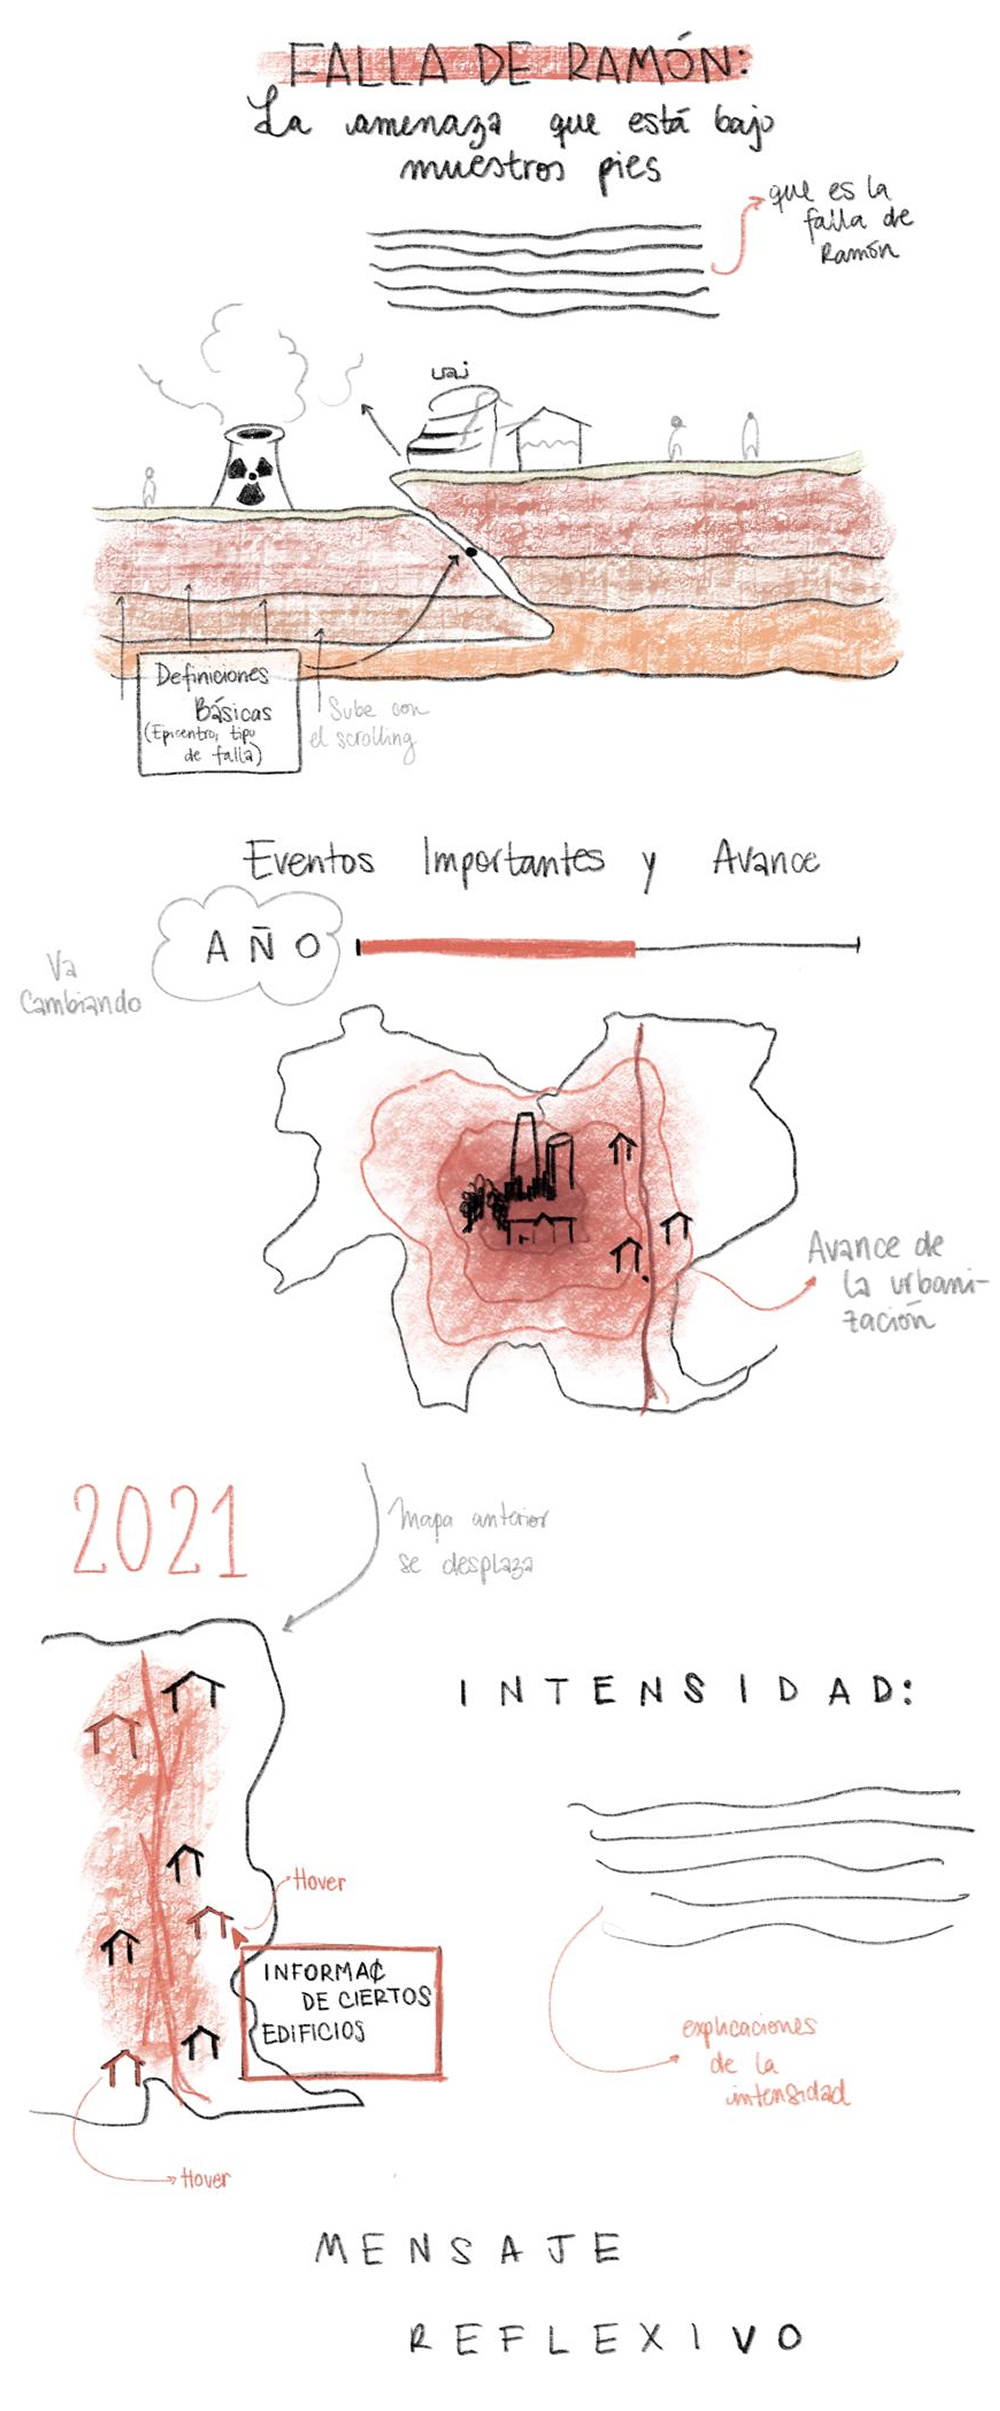 FALLA DE RAMÓN:
La amenaza que está bajo
nuestros pies
que es la
falla de
Ramón
uai
Definiciones
Básicas
(Epicentro, tipo
de falla)
Sube con
el scrolling
Eventos Importantes y Avance
AÑO
Va
Cambiando
Avance de
la urbani-
zación
2021
Mapa anterior
se desplaza
INTENSIDAD:
Hover
INFORMAC
DE CIERTOS
EDIFICIOS
explicaciones
de la
intensidad
Hover
MENSAJE
REFLEXIVO